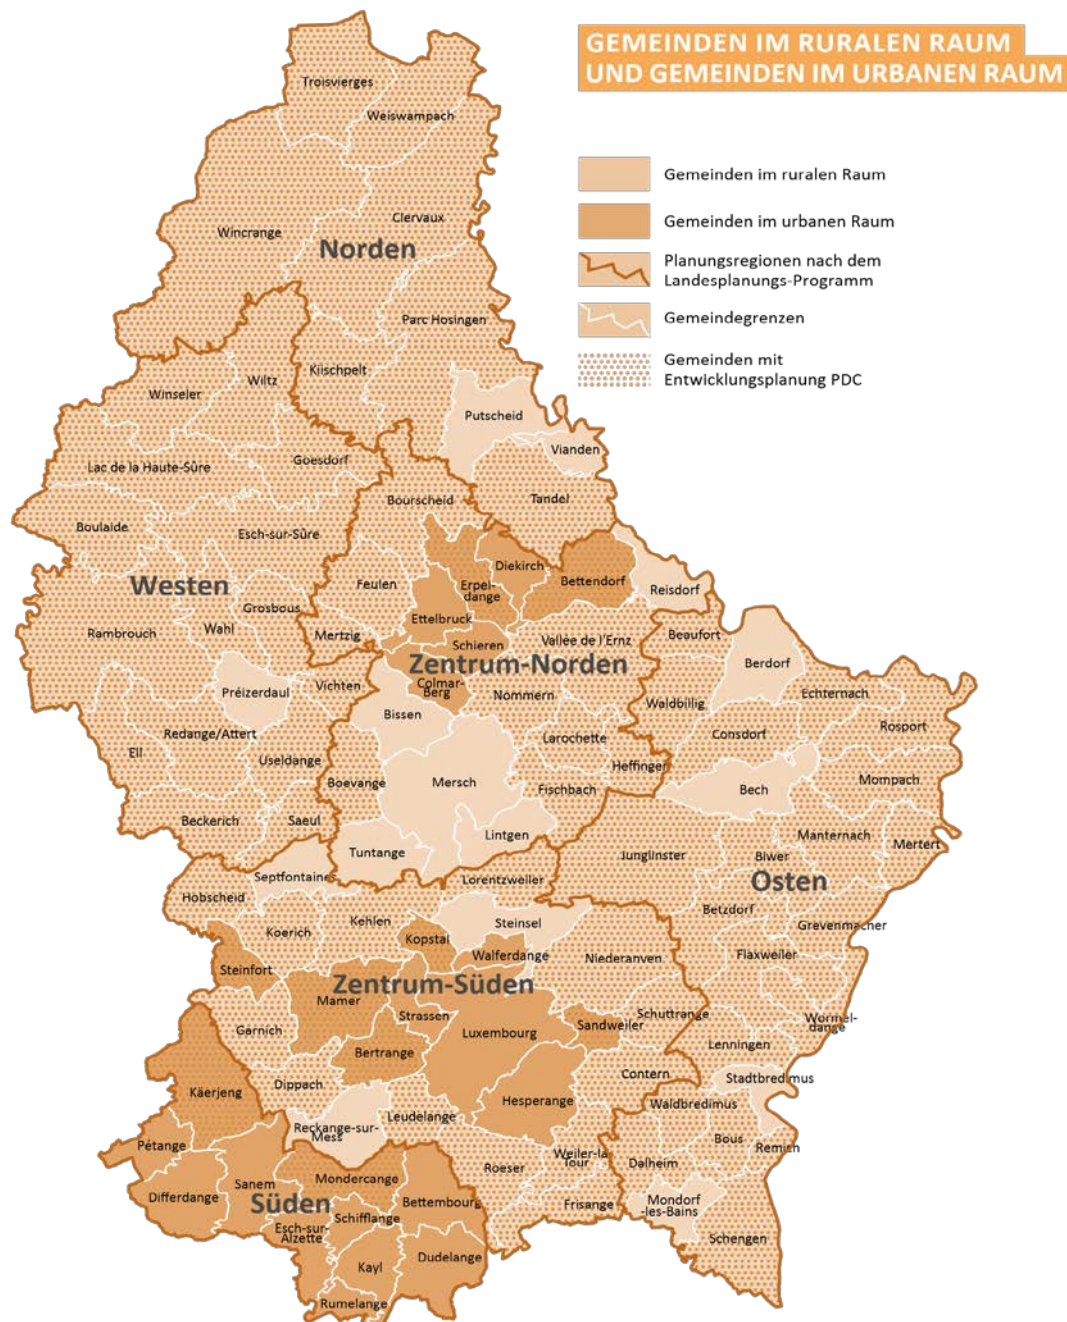 GEMEINDEN IM RURALEN RAUM
UND GEMEINDEN IM URBANEN RAUM
Gemeinden im ruralen Raum
Gemeinden im urbanen Raum
Planungsregionen nach dem
Landesplanungs-Programm
Gemeindegrenzen
Gemeinden mit
Entwicklungsplanung PDC
Troisvierges
Weiswampach
Clervaux
Wincrange
Norden
Parc Hosingen
Kiischpelt
Wiltz
Winseler
Putscheid
Vianden
Goesdorf
Lac de la Haute-Sûre
Tandel
Bourscheid
Boulaide
Esch-sur-Sûre
Diekirch
Bettendorf
Erpel-
dange
Reisdorf
Westen
Feulen
Grosbous
Ettelbruck
Wahl
Rambrouch
Mertzig
Schieren
Vallée de l'Ernz
Beaufort
Zentrum-Norden
Berdorf
Colmar-
Berg
Préizerdaul
Vichten
Nommern
Echternach
Waldbillig
Bissen
Rosport
Redange/Attert
Consdorf
Larochette
Ell
Useldange
Heffingen
Boevange
Mersch
Fischbach
Bech
Mompach
Beckerich
Saeul
Lintgen
Manternach
Mertert
Tuntange
Junglinster
Biwer
Septfontaines
Lorentzweiler
Osten
Hobscheid
Betzdorf
Kehlen
Steinsel
Grevenmacher
Koerich
Kopstal
Walferdange
Flaxweiler
Niederanven
Steinfort
Zentrum-Süden
Mamer
Strassen
Schuttrange
Wormel-
dange
Garnich
Luxembourg
Sandweiler
Lenningen
Bertrange
Contern
Stadtbredimus
Dippach
Käerjeng
Hesperange
Waldbredimus
Leudelange
Reckange-sur-
Mess
Bous
Remich
Pétange
Weiler-la
Tour
Roeser
Dalheim
Mondercange
Sanem
Differdange
Bettembourg
Frisange
Mondorf
-les-Bains
Süden
Schifflange
Esch-sur-
Alzette
Schengen
Dudelange
Kayl
Rumelange